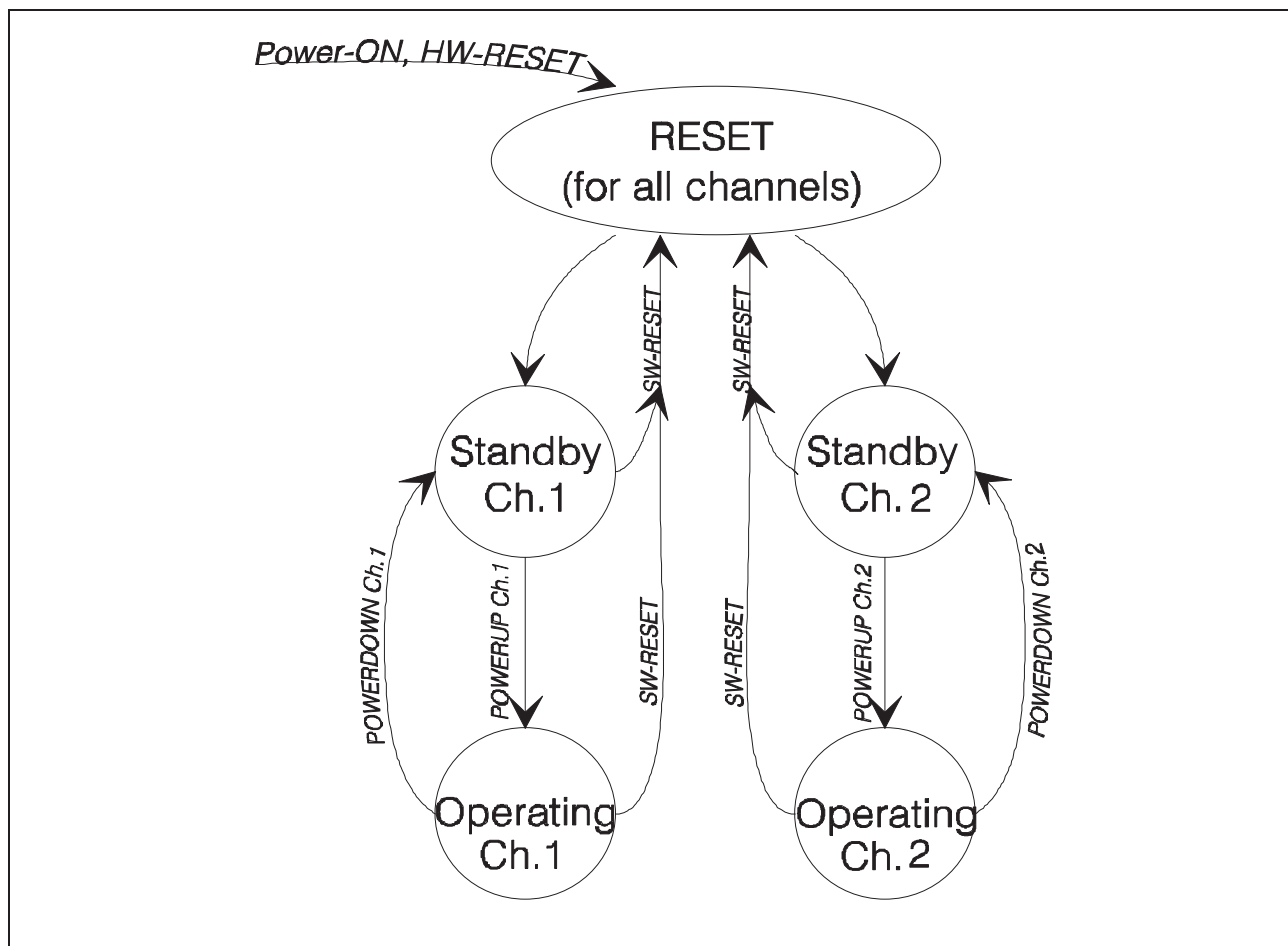 Power-ON, HW-RESET
RESET
(for all channels)
SW-RESET
SW-RESET
Standby
Ch.1
Standby
Ch.2
POWERDOWN Ch.1
POWERUP Ch.1
SW-RESET
SW-RESET
POWERUP Ch.2
POWERDOWN Ch.2
Operating
Ch.1
Operating
Ch.2